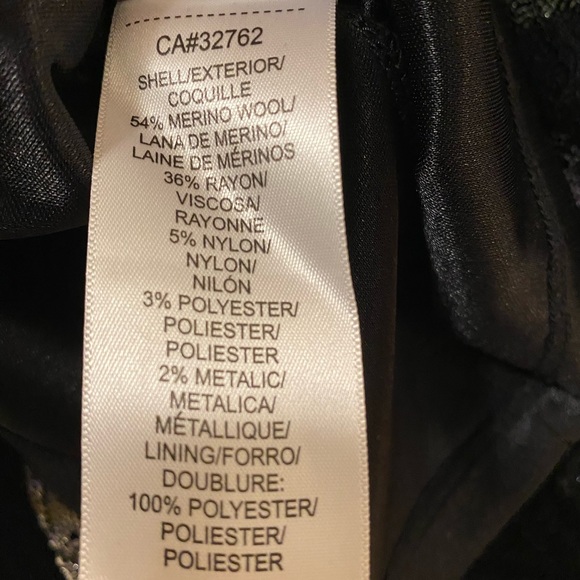 CA#32762
SHELL/EXTERIOR/
COQUILLE
54% MERINO WOOL/
LANA DE MERINO/
LAINE DE MÉRINOS
36% RAYON/
VISCOSA/
RAYONNE
5% NYLON/
NYLON/
NILÓN
3% POLYESTER/
POLIESTER/
POLIESTER
2% METALIC/
METALICA/
MÉTALLIQUE/
LINING/FORRO/
DOUBLURE:
100% POLYESTER/
POLIESTER/
POLIESTER